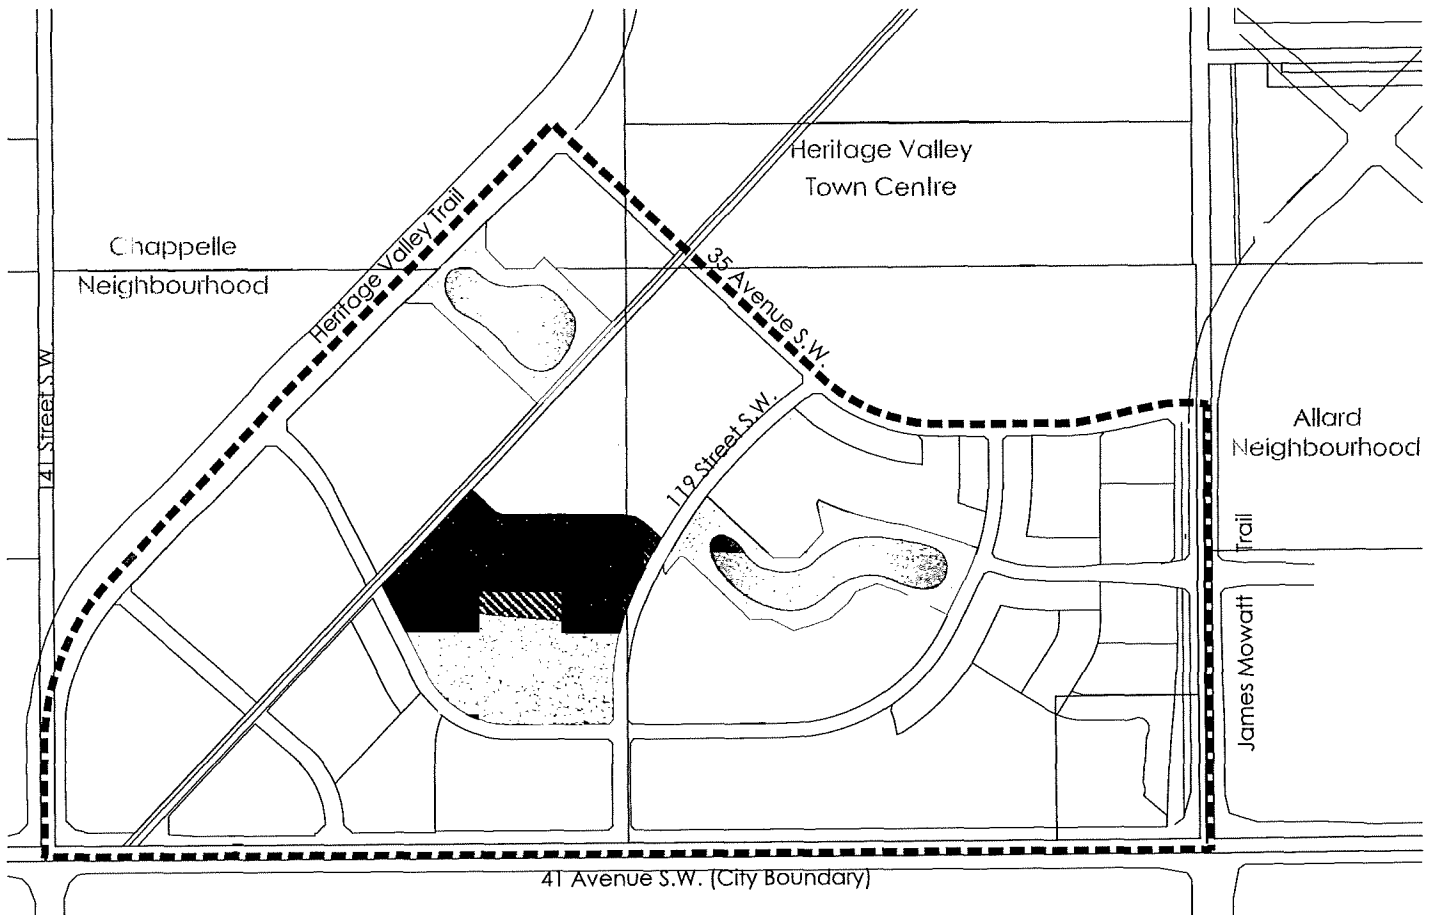 Heritage Valley
Town Centre
Heritage Valley Trail
Chappelle
Neighbourhood
35 Avenue S.W.
141 Street S.W.
119 Street S.W.
Allard
Neighbourhood
James Mowatt Trail
41 Avenue S.W. (City Boundary)